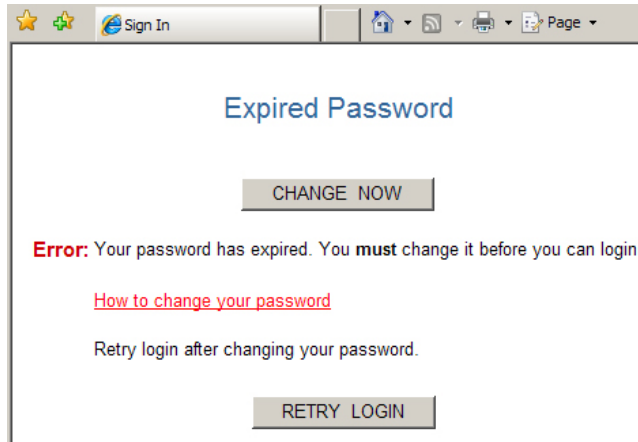 Sign In
Page
Expired Password
CHANGE NOW
Error: Your password has expired. You must change it before you can login
How to change your password
Retry login after changing your password.
RETRY LOGIN